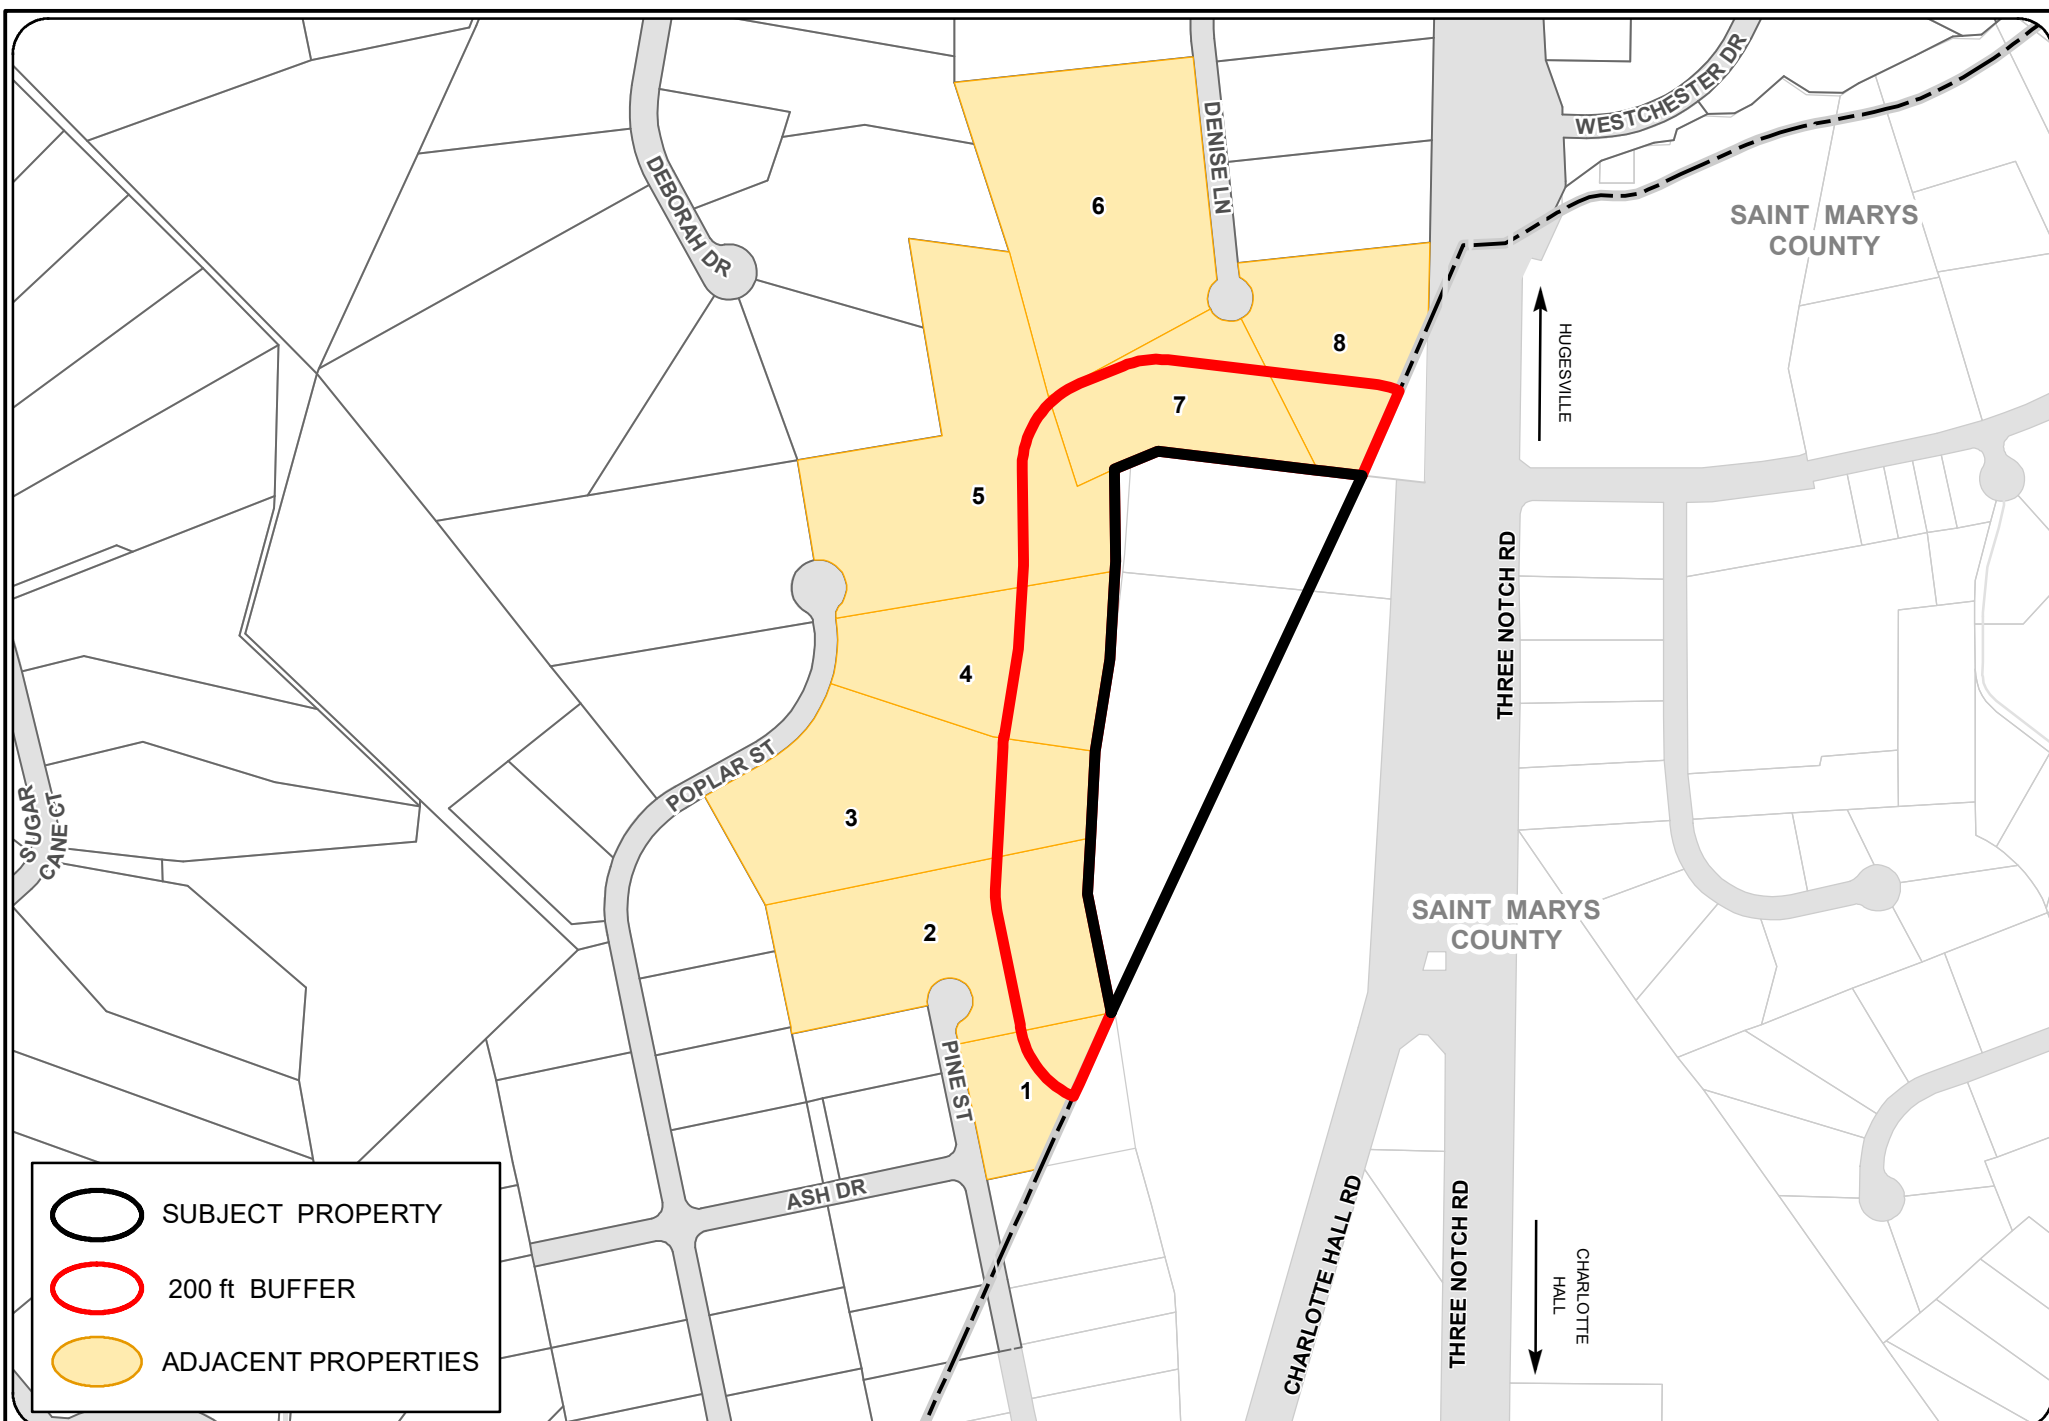 WESTCHESTER DR
DENISE LN
DEBORAH DR
6
SAINT MARYS
COUNTY
8
HUGESVILLE
7
5
THREE NOTCH RD
4
POPLAR ST
3
SUGAR
CANE CT
2
SAINT MARYS
COUNTY
PINE ST
1
ASH DR
CHARLOTTE HALL RD
THREE NOTCH RD
CHARLOTTE
HALL
SUBJECT PROPERTY
200 ft BUFFER
ADJACENT PROPERTIES